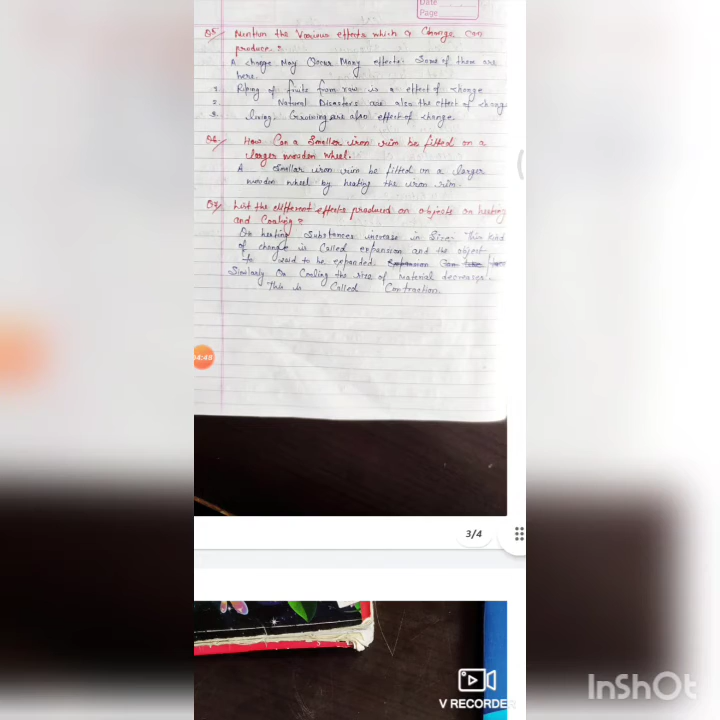 Date
Page
Q5/ Mention the Various effects which a Change can
produce?
A change May Occur Many effects. Some of them are
here.
1. Riping of fruits from raw is a effect of change
2. Natural Disasters are also the effect of change
3. living. Graining are also effect of change.
Q6/ How Can a Smaller iron rim be fitted on a
larger wooden wheel.
A Smaller iron rim be fitted on a larger
wooden wheel by heating the iron rim.
Q7/ List the different effects produced on objects on heating
and Cooling?
On heating Substances increase in Size. This kind
of change is Called expansion and the object
is said to be expanded.
Similarly On Cooling the size of material decreases.
This is Called Contraction.
04:48
3/4
V RECORDER
InShOt